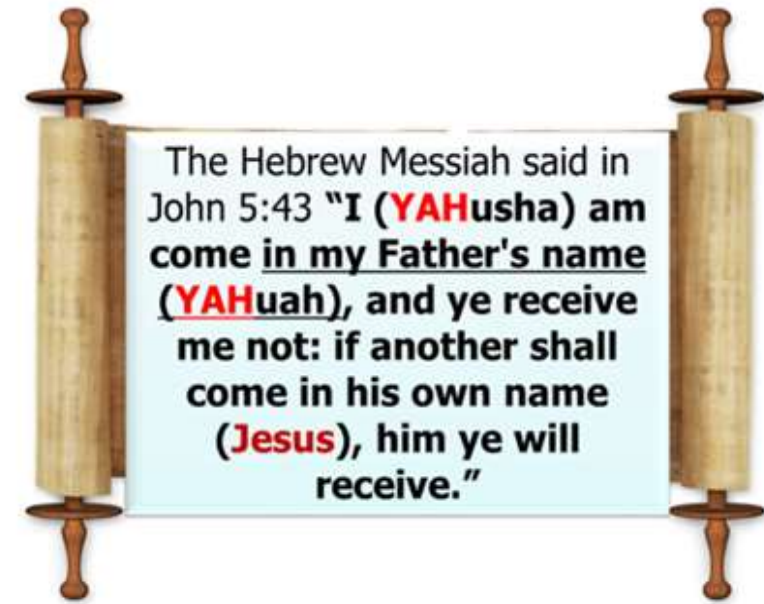 The Hebrew Messiah said in
John 5:43 “I (YAHusha) am
come in my Father's name
(YAHuah), and ye receive
me not: if another shall
come in his own name
(Jesus), him ye will
receive.”